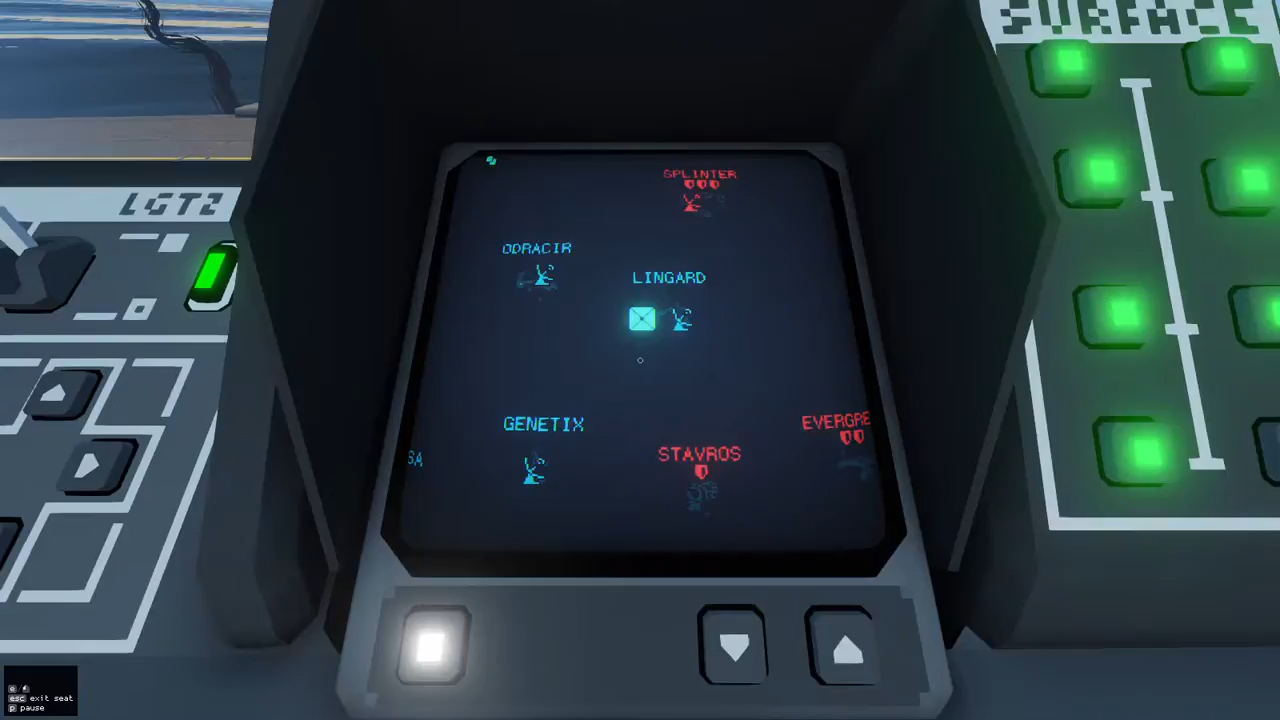 SURFACE
SPLINTER
LGT2
ODRACIR
LINGARD
EVERGRE
GENETIX
STAVROS
SA
esc exit seat
p pause